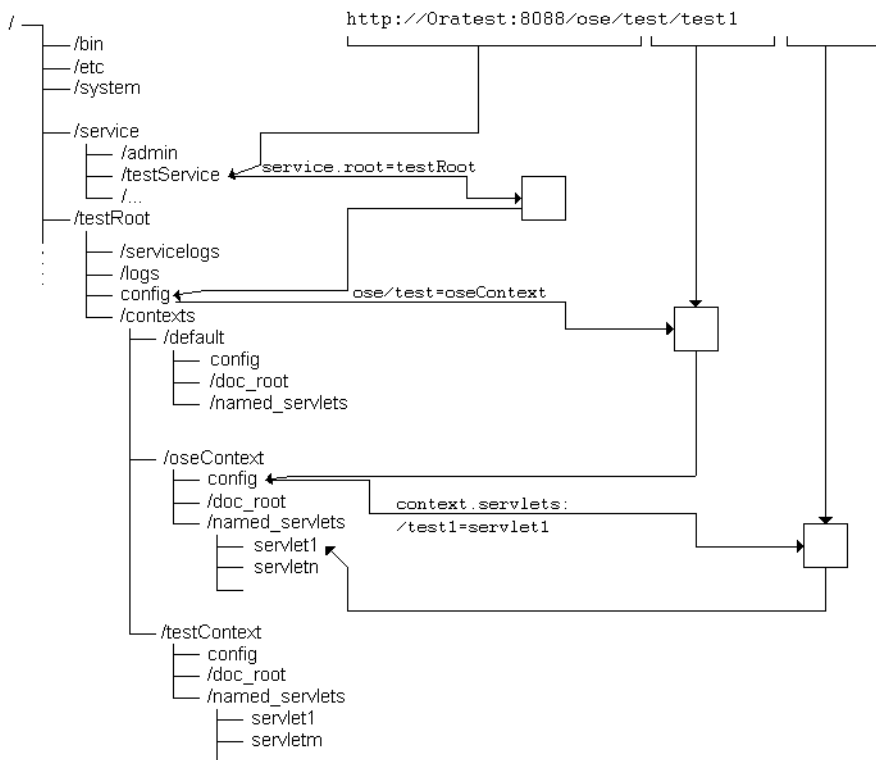 http://Oratest:8088/ose/test/test1
/
/bin
/etc
/system
/service
/admin
/testService
service.root=testRoot
/...
/testRoot
/servicelogs
/logs
config
ose/test=oseContext
/contexts
/default
config
/doc_root
/named_servlets
/oseContext
config
/doc_root
context.servlets:
/named_servlets
/test1=servlet1
servlet1
servletn
/testContext
config
/doc_root
/named_servlets
servlet1
servletm